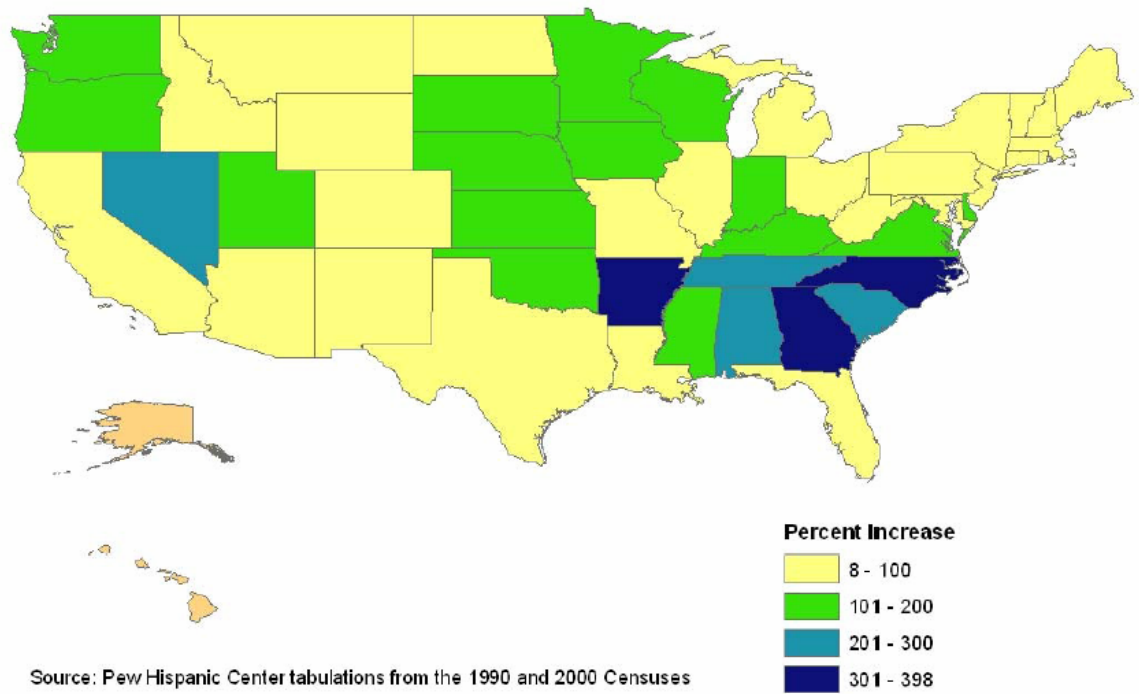 Percent Increase
8 - 100
101 - 200
201 - 300
301 - 398
Source: Pew Hispanic Center tabulations from the 1990 and 2000 Censuses